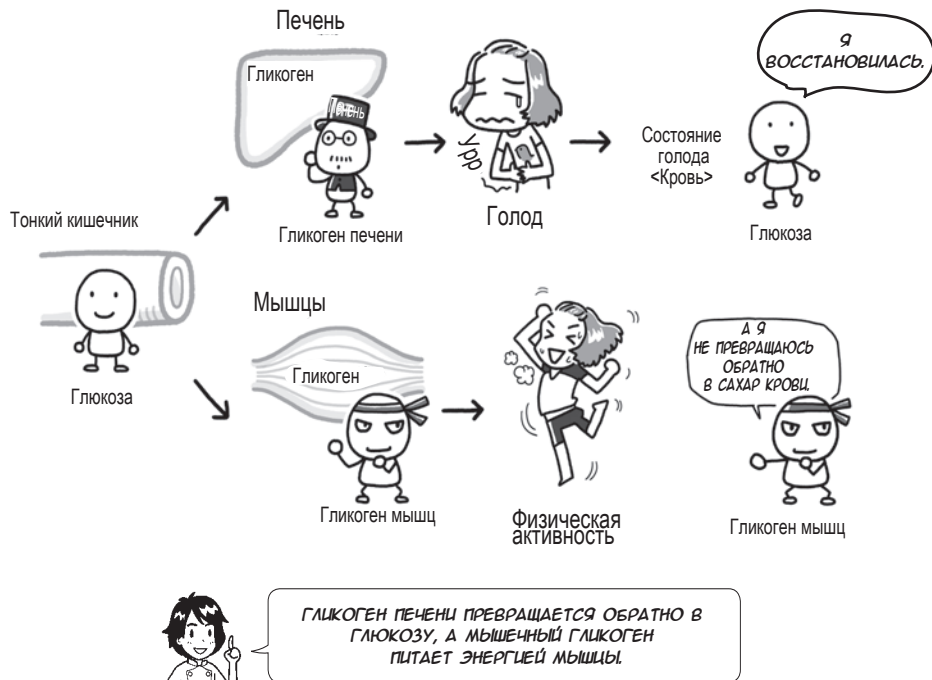 Печень
Гликоген
Печень
Гликоген печени
Урр
Голод
Состояние
голода
<Кровь>
Я
ВОССТАНОВИЛАСЬ.
Глюкоза
Тонкий кишечник
Глюкоза
Мышцы
Гликоген
Гликоген мышц
Физическая
активность
А Я
НЕ ПРЕВРАЩАЮСЬ
ОБРАТНО
В САХАР КРОВИ.
Гликоген мышц
ГЛИКОГЕН ПЕЧЕНИ ПРЕВРАЩАЕТСЯ ОБРАТНО В
ГЛЮКОЗУ, А МЫШЕЧНЫЙ ГЛИКОГЕН
ПИТАЕТ ЭНЕРГИЕЙ МЫШЦЫ.